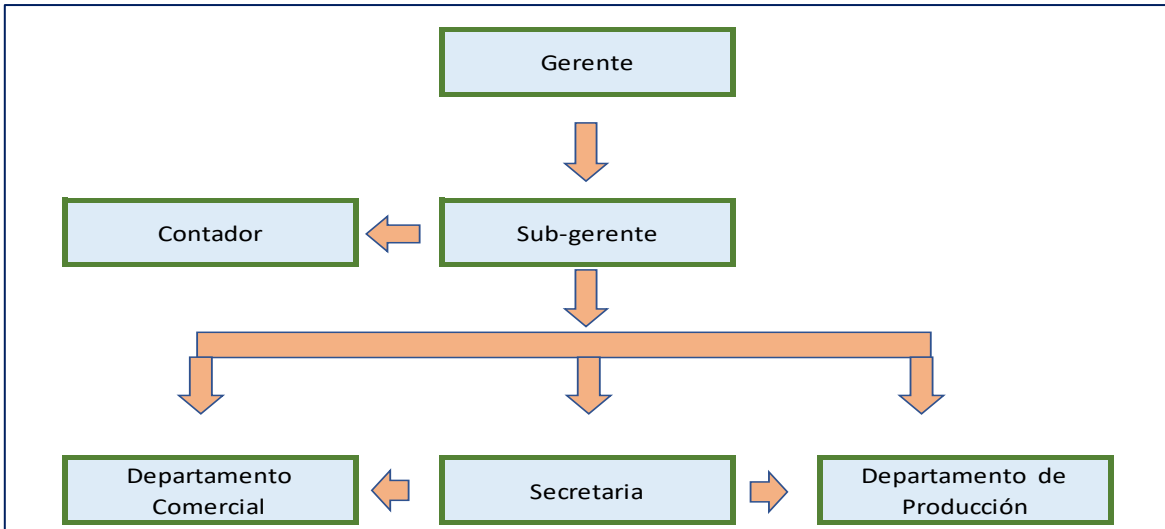 Gerente
Contador
Sub-gerente
Departamento
Comercial
Secretaria
Departamento de
Producción